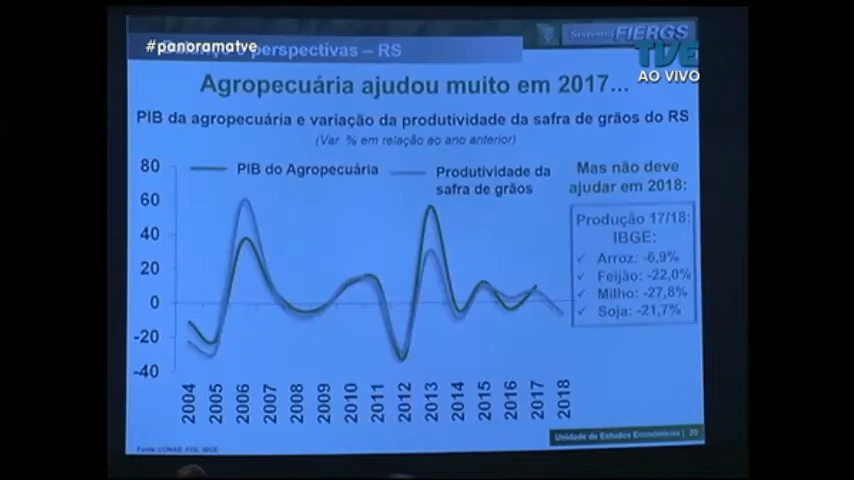 Sistema FIERGS
#panoramatve
perspectivas – RS
TVE
AO VIVO
Agropecuária ajudou muito em 2017...
PIB da agropecuária e variação da produtividade da safra de grãos do RS
(Var. % em relação ao ano anterior)
PIB do Agropecuária
Produtividade da
safra de grãos
Mas não deve
ajudar em 2018:
Produção 17/18:
IBGE:
✓ Arroz: -6,9%
✓ Feijão: -22,0%
✓ Milho: -27,8%
✓ Soja: -21,7%
80
60
40
20
0
-20
-40
2004 2005 2006 2007 2008 2009 2010 2011 2012 2013 2014 2015 2016 2017 2018
Unidade de Estudos Econômicos | 20
Fonte: CONAB, FEE, IBGE